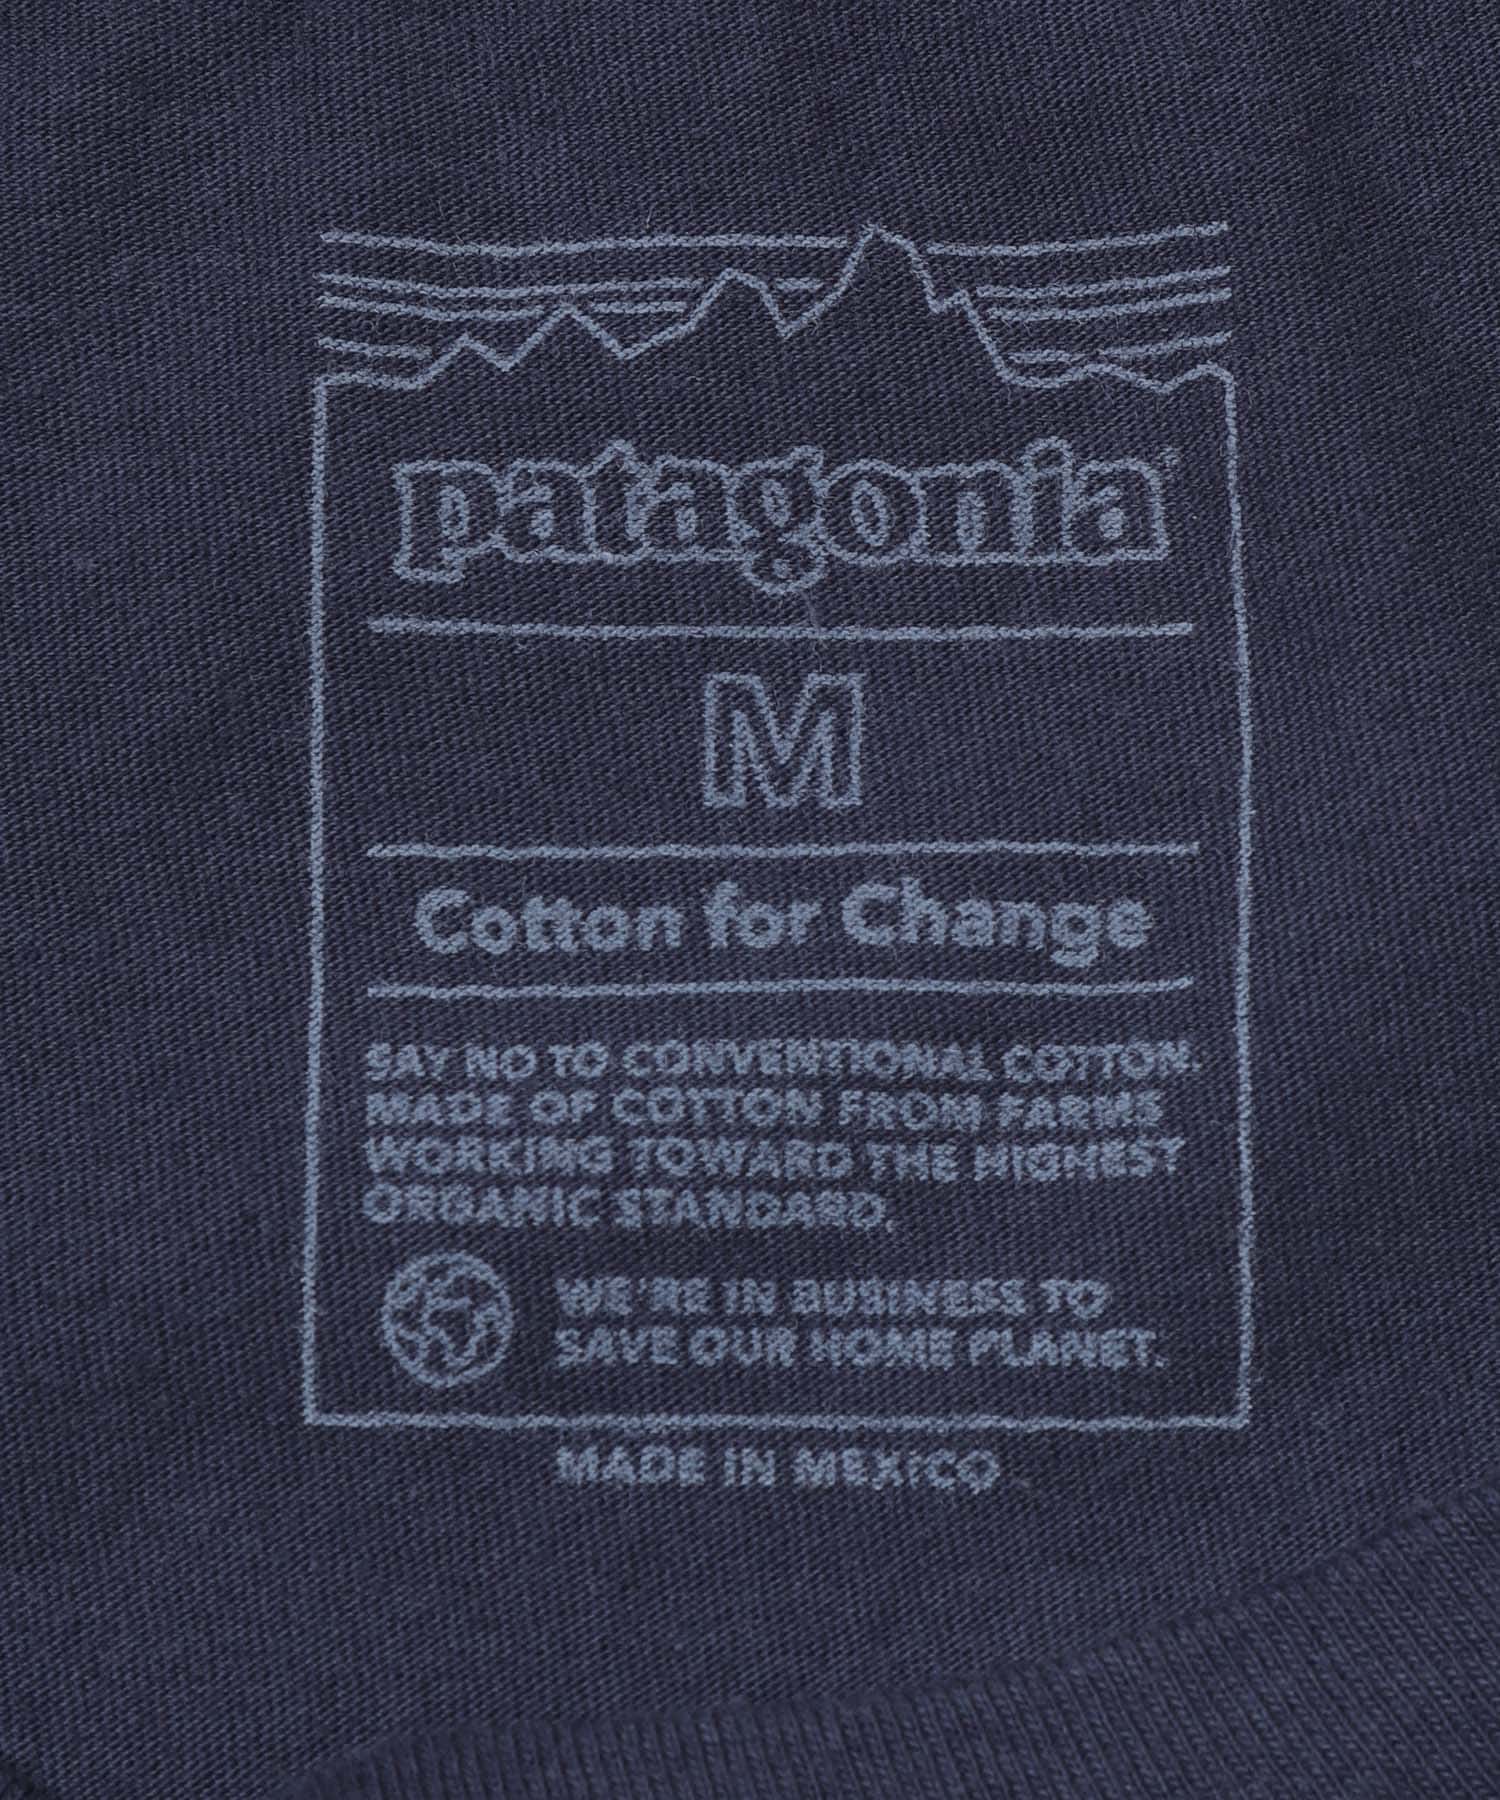 patagonia
M
Cotton for Change
SAY NO TO CONVENTIONAL COTTON.
MADE OF COTTON FROM FARMS
WORKING TOWARD THE HIGHEST
ORGANIC STANDARD.
WE'RE IN BUSINESS TO
SAVE OUR HOME PLANET.
MADE IN MEXICO